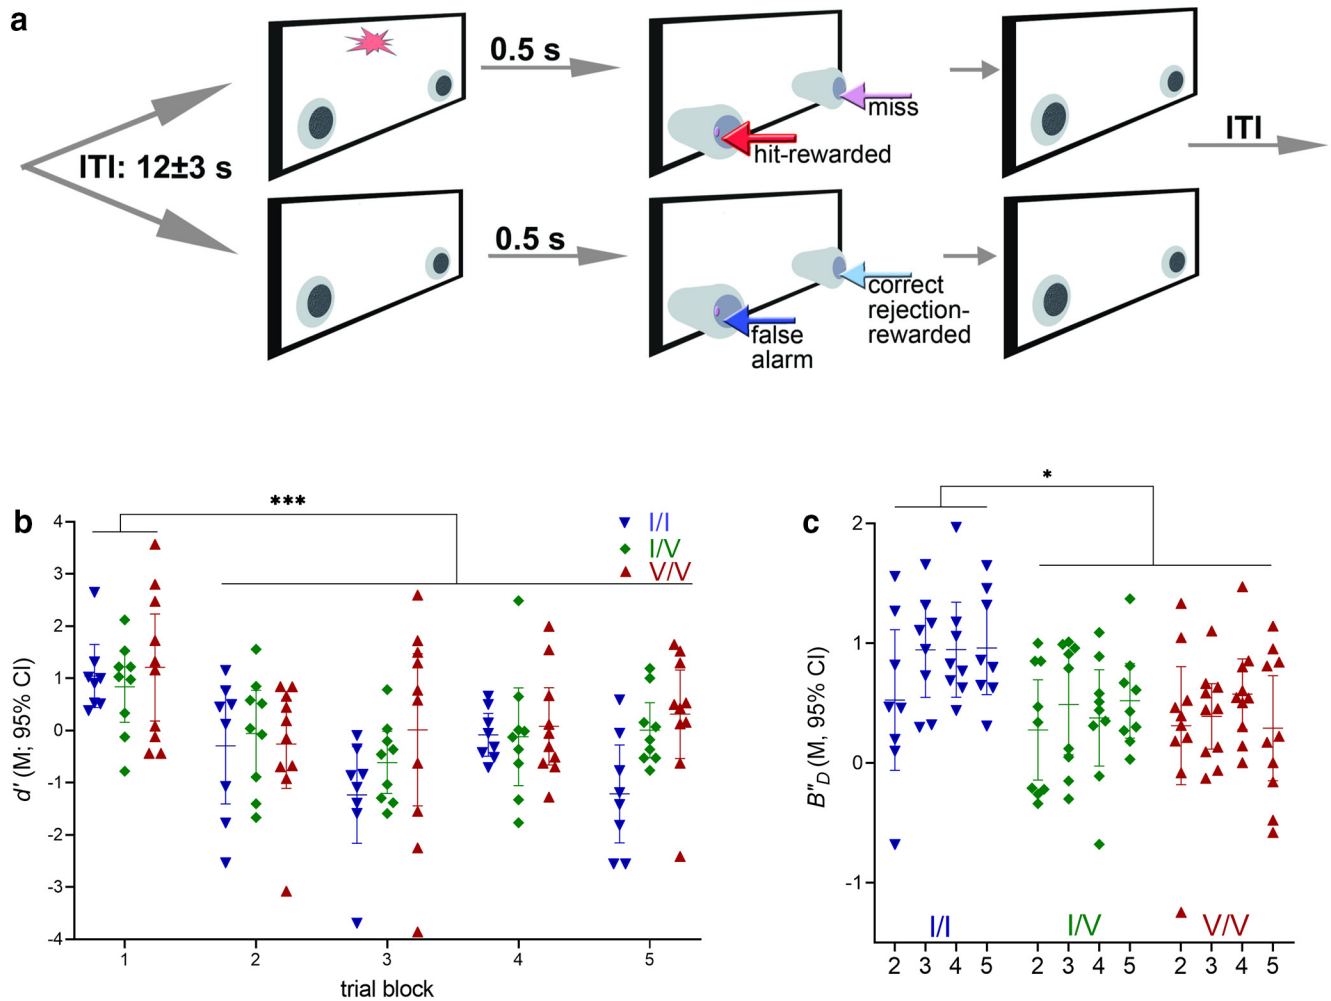 a
ITI: 12±3 s
0.5 s
miss
hit-rewarded
ITI
0.5 s
false
alarm
correct
rejection-
rewarded
b
***
I/I
I/V
V/V
d′ (M; 95% CI)
4
3
2
1
0
-1
-2
-3
-4
1 2 3 4 5
trial block
c
*
B″D (M, 95% CI)
2
1
0
-1
I/I I/V V/V
2 3 4 5 2 3 4 5 2 3 4 5